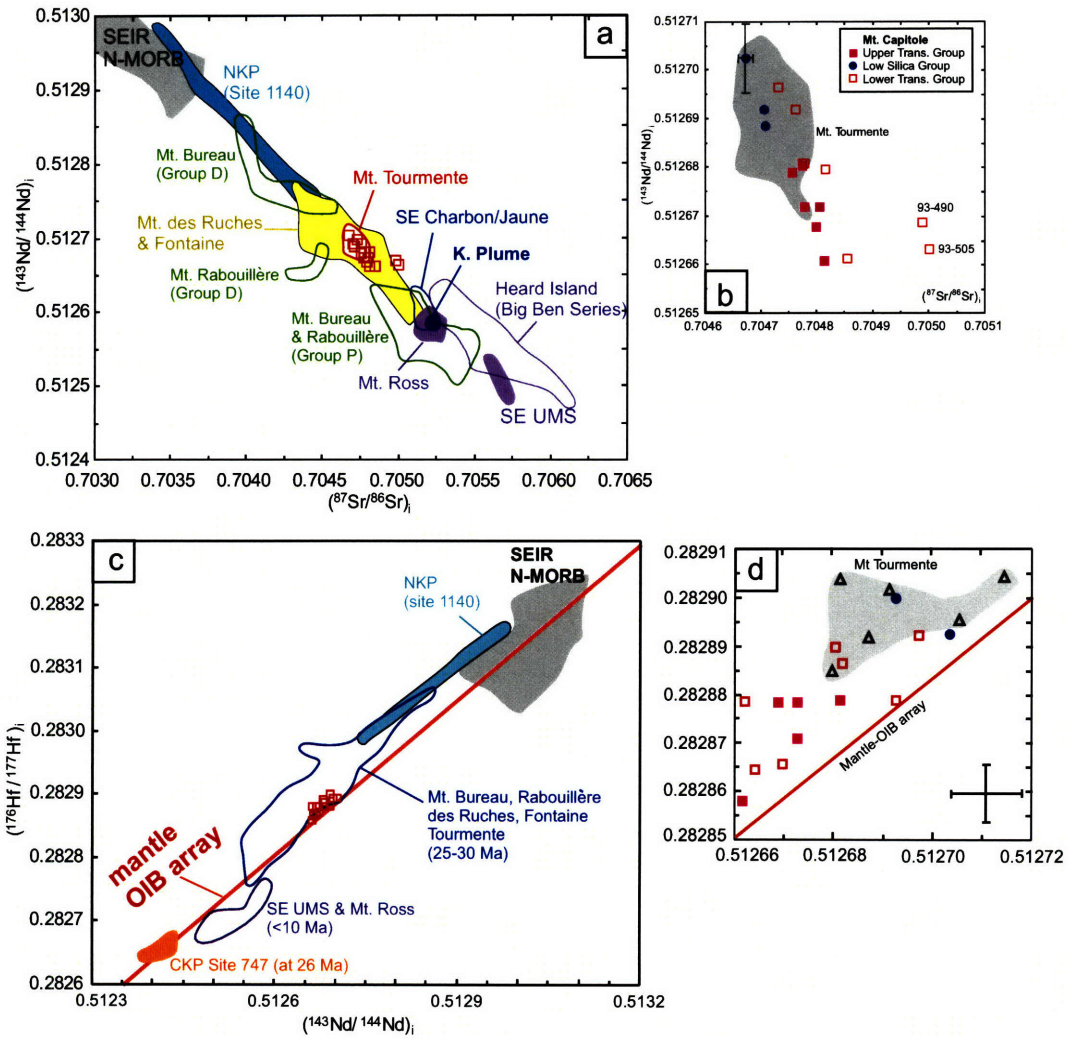 a
0.5130
0.5129
0.5128
0.5127
0.5126
0.5125
0.5124
(143Nd/ 144Nd)i
SEIR
N-MORB
NKP
(Site 1140)
Mt. Bureau
(Group D)
Mt. Tourmente
SE Charbon/Jaune
Mt. des Ruches
& Fontaine
K. Plume
Mt. Rabouillère
(Group D)
Heard Island
(Big Ben Series)
Mt. Bureau
& Rabouillère
(Group P)
Mt. Ross
SE UMS
0.7030 0.7035 0.7040 0.7045 0.7050 0.7055 0.7060 0.7065
(87Sr/86Sr)i
b
0.51271
0.51270
0.51269
0.51268
0.51267
0.51266
0.51265
(143Nd/144Nd)i
Mt. Capitole
Upper Trans. Group
Low Silica Group
Lower Trans. Group
Mt. Tourmente
93-490
93-505
(87Sr/86Sr)i
0.7046 0.7047 0.7048 0.7049 0.7050 0.7051
c
0.2833
0.2832
0.2831
0.2830
0.2829
0.2828
0.2827
0.2826
(176Hf / 177Hf)i
SEIR
N-MORB
NKP
(site 1140)
Mt. Bureau, Rabouillère
des Ruches, Fontaine
Tourmente
(25-30 Ma)
mantle
OIB array
SE UMS & Mt. Ross
(<10 Ma)
CKP Site 747 (at 26 Ma)
0.5123 0.5126 0.5129 0.5132
(143Nd/ 144Nd)i
d
0.28291
0.28290
0.28289
0.28288
0.28287
0.28286
0.28285
Mt Tourmente
Mantle-OIB array
0.51266 0.51268 0.51270 0.51272